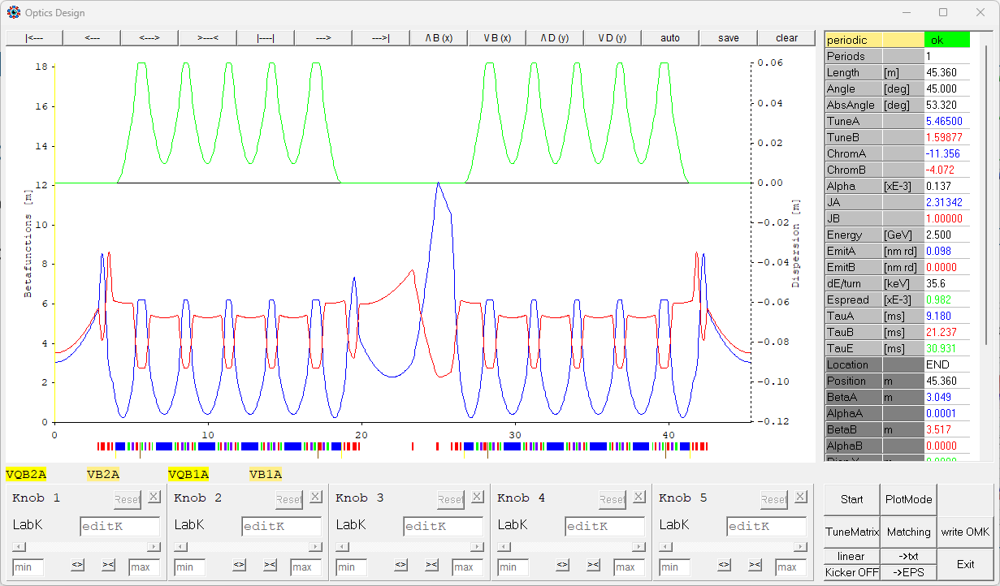 Optics Design
|<--- <--- <---> >---< |----| ---> --->| /\ B (x) \/ B (x) /\ D (y) \/ D (y) auto save clear
18
16
14
12
10
8
6
4
2
0
Betafunctions [m]
0 10 20 30 40
0.06
0.04
0.02
0.00
-0.02
-0.04
-0.06
-0.08
-0.10
-0.12
Dispersion [m]
periodic ok
Periods 1
Length [m] 45.360
Angle [deg] 45.000
AbsAngle [deg] 53.320
TuneA 5.46500
TuneB 1.59877
ChromA -11.356
ChromB -4.072
Alpha [xE-3] 0.137
JA 2.31342
JB 1.00000
Energy [GeV] 2.500
EmitA [nm rd] 0.098
EmitB [nm rd] 0.0000
dE/turn [keV] 35.6
Espread [xE-3] 0.982
TauA [ms] 9.180
TauB [ms] 21.237
TauE [ms] 30.931
Location END
Position m 45.360
BetaA m 3.049
AlphaA 0.0001
BetaB m 3.517
AlphaB 0.0000
VQB2A VB2A VQB1A VB1A
Knob 1 Reset X
LabK editK
min <> >< max
Knob 2 Reset X
LabK editK
min <> >< max
Knob 3 Reset X
LabK editK
min <> >< max
Knob 4 Reset X
LabK editK
min <> >< max
Knob 5 Reset X
LabK editK
min <> >< max
Start PlotMode
TuneMatrix Matching write OMK
linear ->txt
Kicker OFF ->EPS Exit